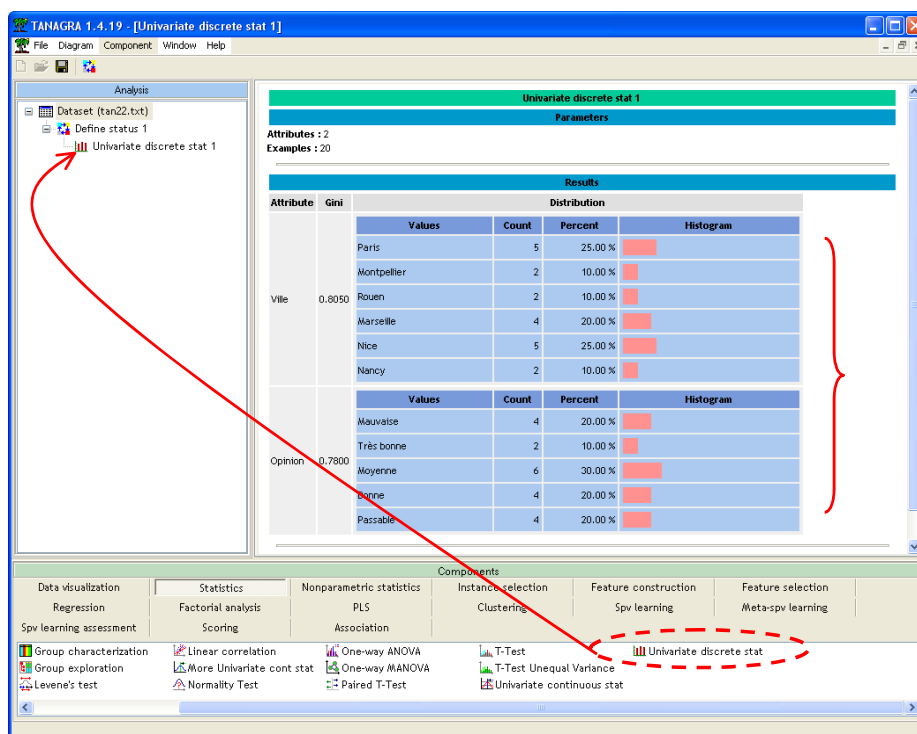 TANAGRA 1.4.19 - [Univariate discrete stat 1]
File Diagram Component Window Help
Analysis
Dataset (tan22.txt)
Define status 1
Univariate discrete stat 1
Univariate discrete stat 1
Parameters
Attributes : 2
Examples : 20
Results
Attribute Gini Distribution
Values Count Percent Histogram
Paris 5 25.00 %
Montpellier 2 10.00 %
Ville 0.8050 Rouen 2 10.00 %
Marseille 4 20.00 %
Nice 5 25.00 %
Nancy 2 10.00 %
Values Count Percent Histogram
Mauvaise 4 20.00 %
Très bonne 2 10.00 %
Opinion 0.7800 Moyenne 6 30.00 %
Bonne 4 20.00 %
Passable 4 20.00 %
Components
Data visualization Statistics Nonparametric statistics Instance selection Feature construction Feature selection
Regression Factorial analysis PLS Clustering Spv learning Meta-spv learning
Spv learning assessment Scoring Association
Group characterization Linear correlation One-way ANOVA T-Test Univariate discrete stat
Group exploration More Univariate cont stat One-way MANOVA T-Test Unequal Variance
Levene's test Normality Test Paired T-Test Univariate continuous stat